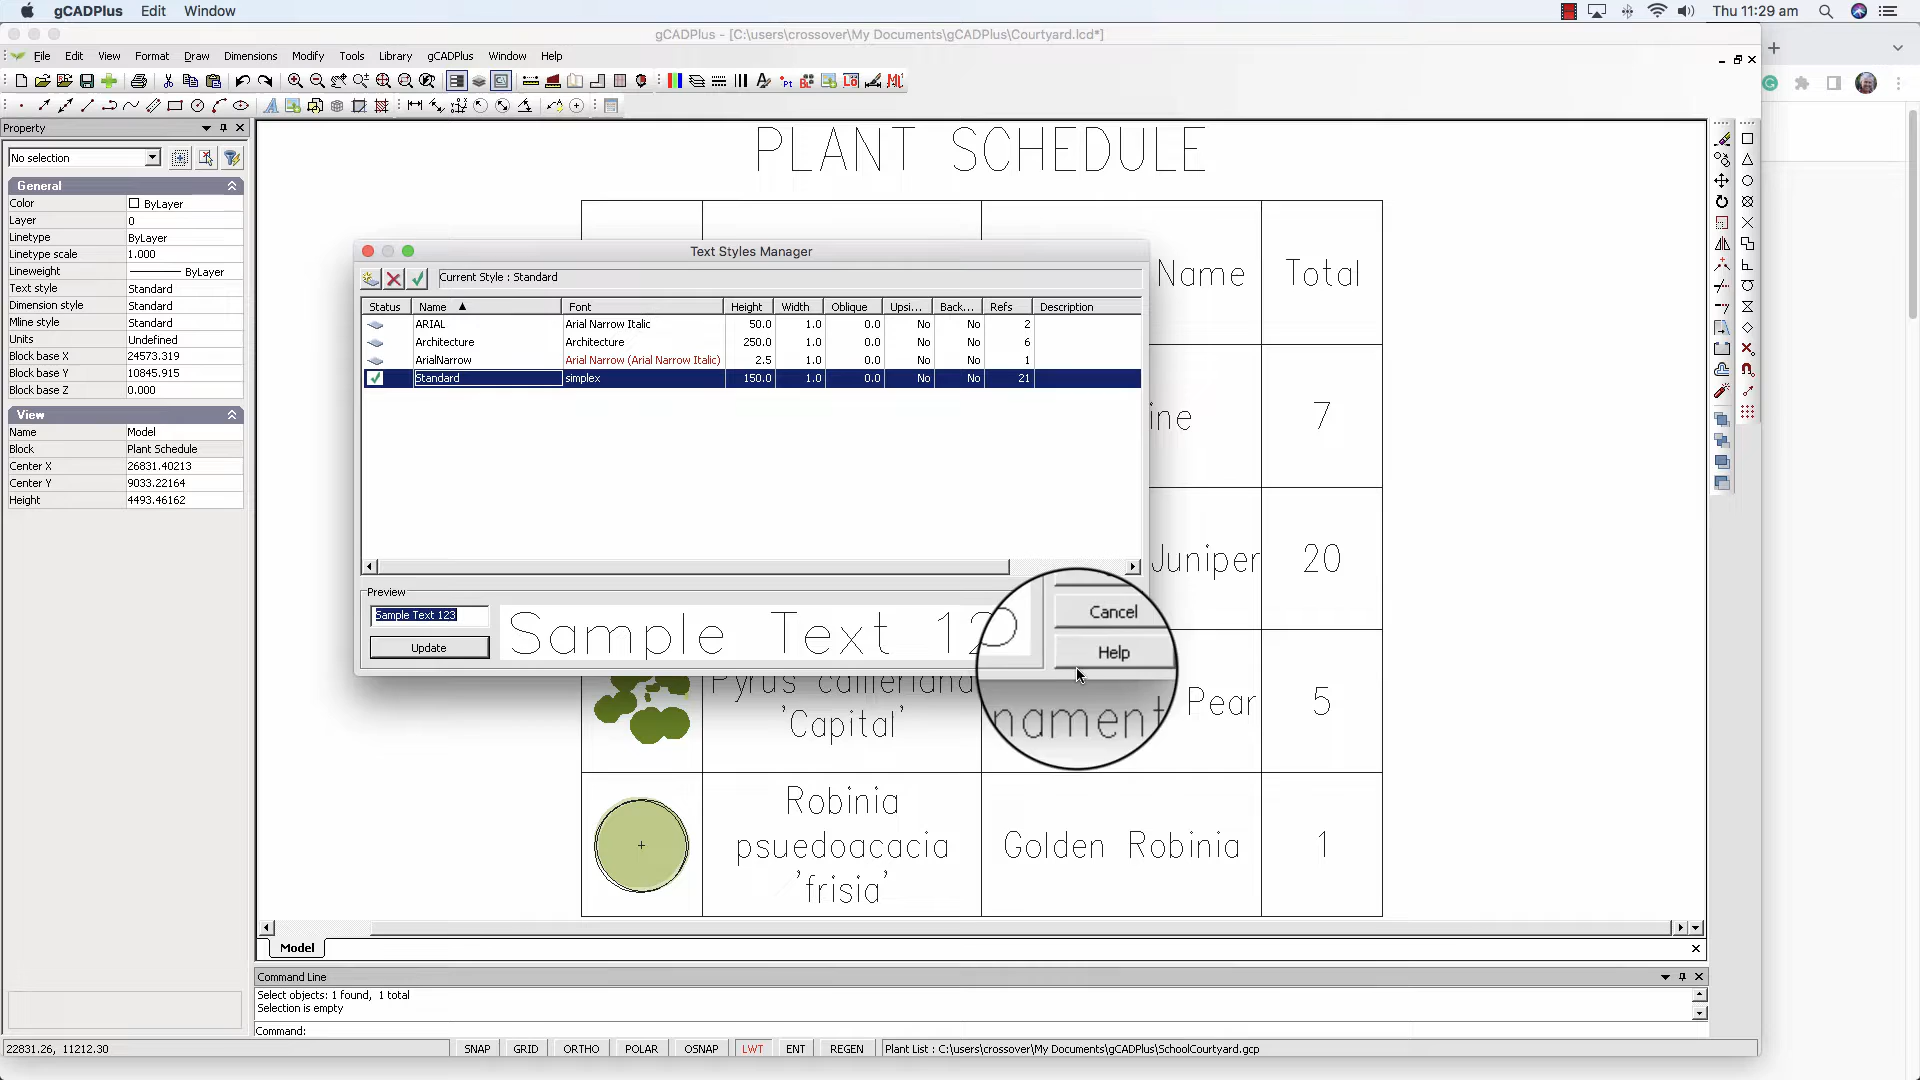 gCADPlus Edit Window Thu 11:29 am
gCADPlus - [C:\users\crossover\My Documents\gCADPlus\Courtyard.lcd*]
File Edit View Format Dimensions Draw Modify Tools Library gCADPlus Window Help
Property
No selection
General
Color ByLayer
Layer 0
Linetype ByLayer
Linetype scale 1.000
Lineweight ByLayer
Text style Standard
Dimension style Standard
Mline style Standard
Units Undefined
Block base X 24573.319
Block base Y 10845.915
Block base Z 0.000
View
Name Model
Block Plant Schedule
Center X 26831.40213
Center Y 9033.22164
Height 4493.46162
PLANT SCHEDULE
Name Total
ine 7
Juniper 20
'Capital' nament Pear 5
Robinia
psuedoacacia
'frisia'
Golden Robinia 1
Text Styles Manager
Current Style : Standard
Status Name Font Height Width Oblique Upsi... Back... Refs Description
ARIAL Arial Narrow Italic 50.0 1.0 0.0 No No 2
Architecture Architecture 250.0 1.0 0.0 No No 6
ArialNarrow Arial Narrow (Arial Narrow Italic) 2.5 1.0 0.0 No No 1
Standard simplex 150.0 1.0 0.0 No No 21
Preview
Sample Text 123
Update
Sample Text 12
Cancel
Help
Model
Command Line
Select objects: 1 found, 1 total
Selection is empty
Command:
22831.26, 11212.30 SNAP GRID ORTHO POLAR OSNAP LWT ENT REGEN Plant List : C:\users\crossover\My Documents\gCADPlus\SchoolCourtyard.gcp